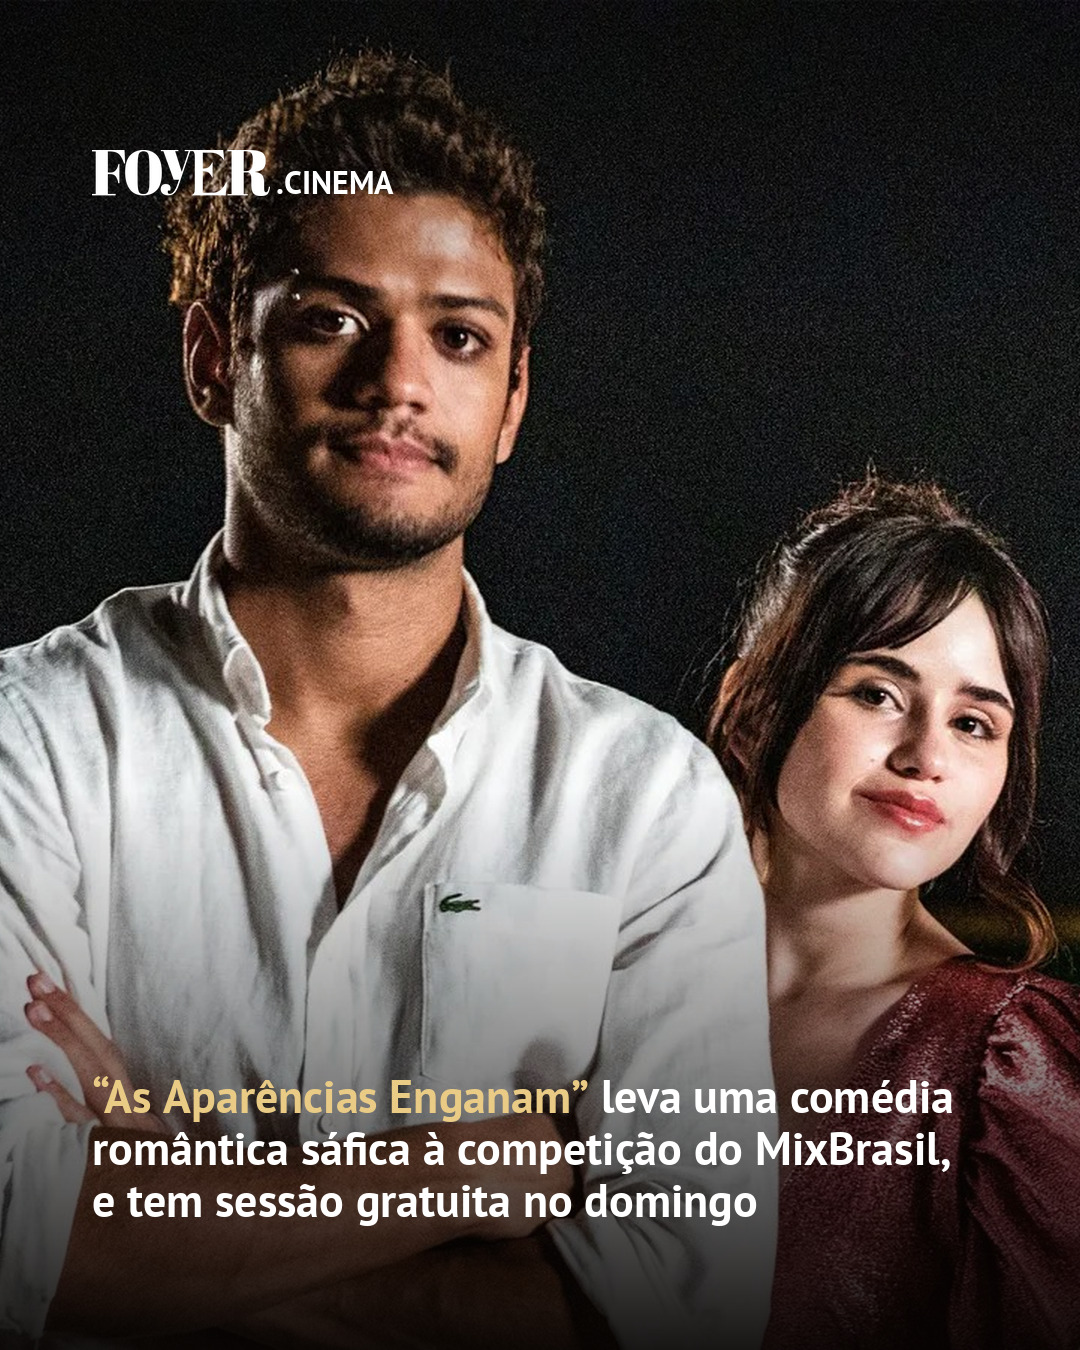 FOYER.CINEMA
“As Aparências Enganam” leva uma comédia
romântica sáfica à competição do MixBrasil,
e tem sessão gratuita no domingo